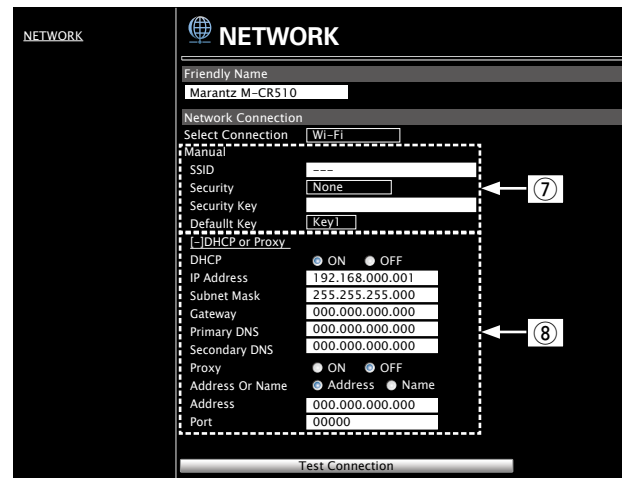 NETWORK
NETWORK
Friendly Name
Marantz M-CR510
Network Connection
Select Connection Wi-Fi
Manual
SSID ---
Security None
Security Key
Defaullt Key Key1
[-]DHCP or Proxy
DHCP ON OFF
IP Address 192.168.000.001
Subnet Mask 255.255.255.000
Gateway 000.000.000.000
Primary DNS 000.000.000.000
Secondary DNS 000.000.000.000
Proxy ON OFF
Address Or Name Address Name
Address 000.000.000.000
Port 00000
Test Connection
⑦
⑧